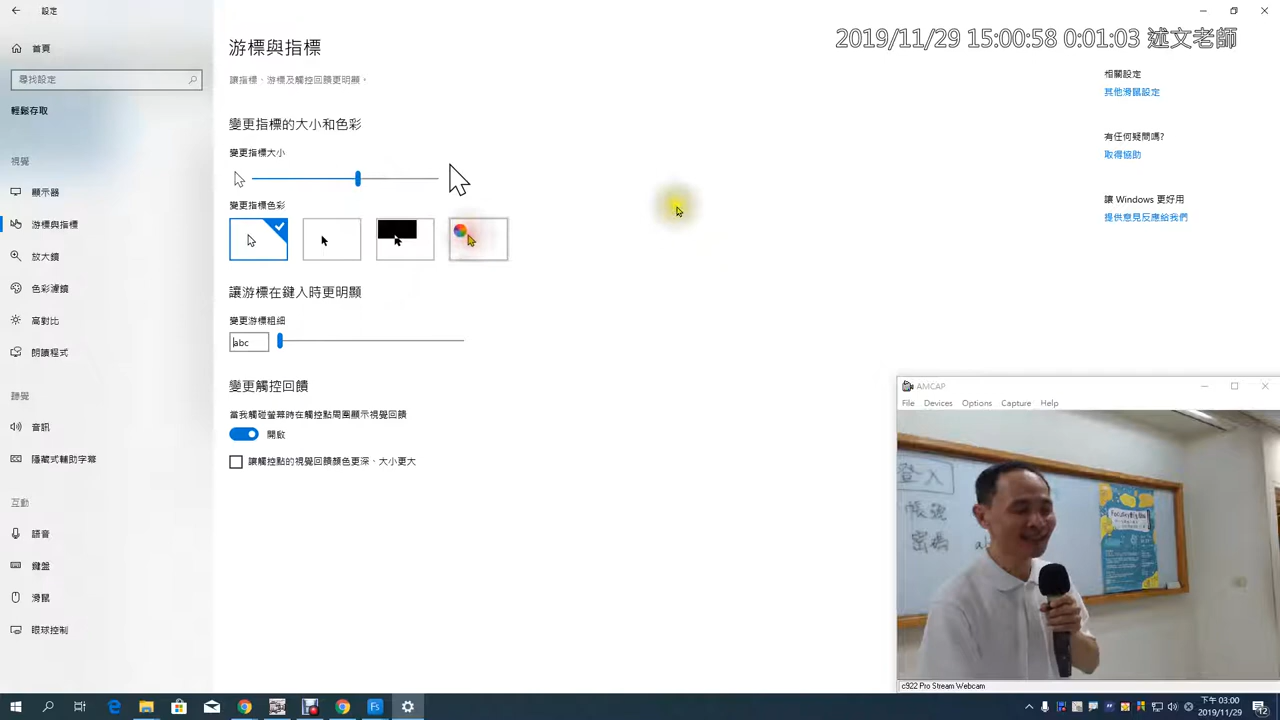 設定
2019/11/29 15:00:58 0:01:03 述文老師
首頁
尋找設定
輕鬆存取
視覺
顯示器
游標與指標
放大鏡
色彩濾鏡
高對比
朗讀程式
聽覺
音訊
隱藏式輔助字幕
互動
語音
鍵盤
滑鼠
眼球控制
游標與指標
讓指標、游標及觸控回饋更明顯。
變更指標的大小和色彩
變更指標大小
變更指標色彩
讓游標在鍵入時更明顯
變更游標粗細
abc
變更觸控回饋
當我觸碰螢幕時在觸控點周圍顯示視覺回饋
開啟
讓觸控點的視覺回饋顏色更深、大小更大
相關設定
其他滑鼠設定
有任何疑問嗎?
取得協助
讓 Windows 更好用
提供意見反應給我們
AMCAP
File Devices Options Capture Help
登入
帳號
密碼 a
c922 Pro Stream Webcam
下午 03:00
2019/11/29
12